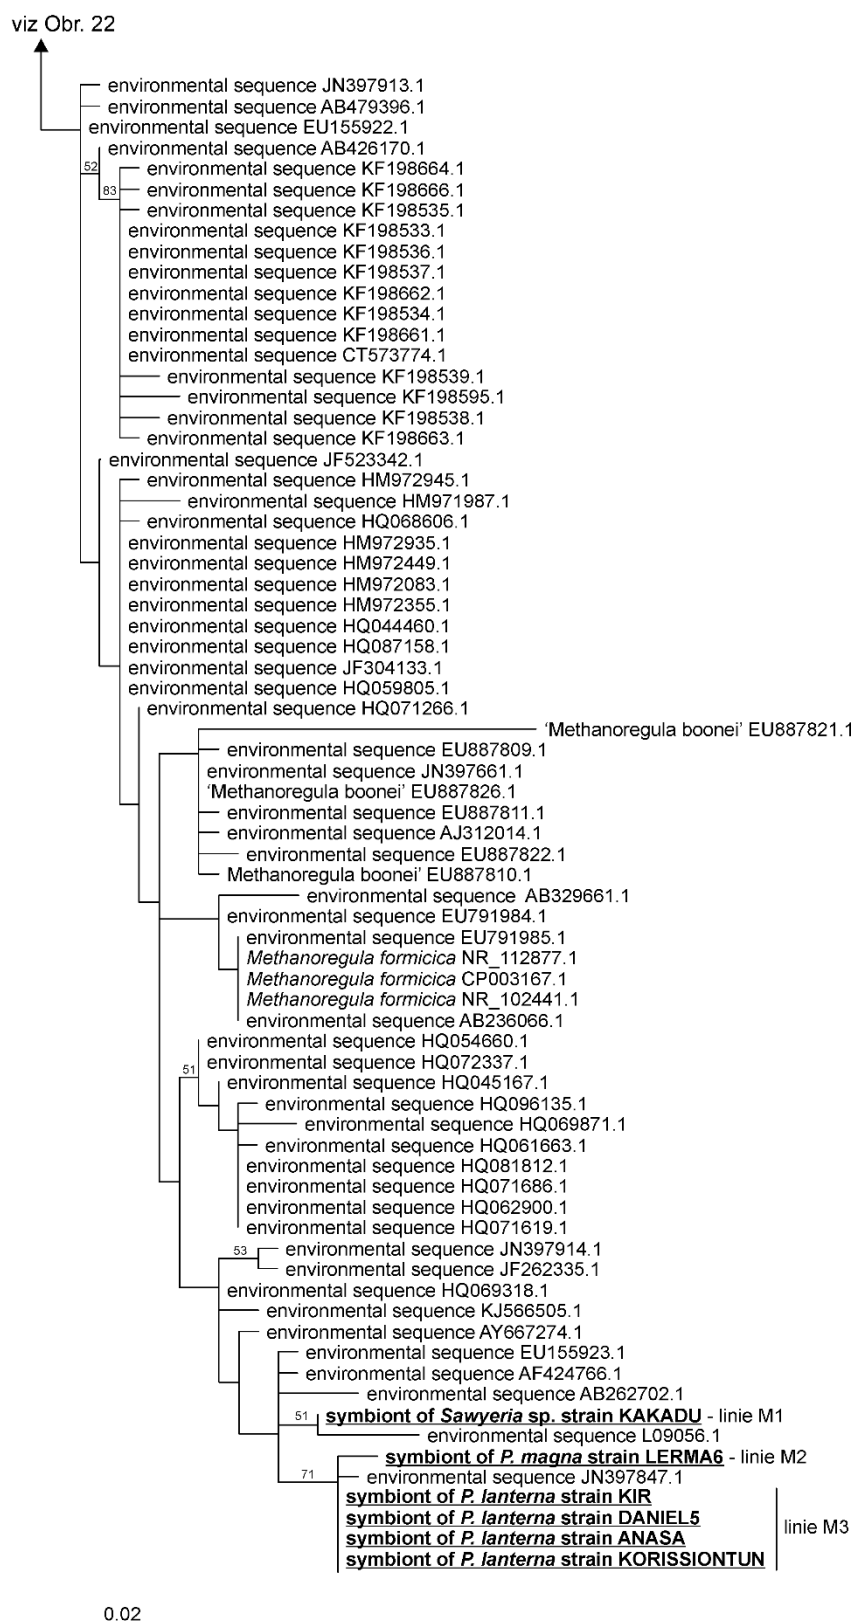 viz Obr. 22
environmental sequence JN397913.1
environmental sequence AB479396.1
environmental sequence EU155922.1
environmental sequence AB426170.1
52
environmental sequence KF198664.1
83
environmental sequence KF198666.1
environmental sequence KF198535.1
environmental sequence KF198533.1
environmental sequence KF198536.1
environmental sequence KF198537.1
environmental sequence KF198662.1
environmental sequence KF198534.1
environmental sequence KF198661.1
environmental sequence CT573774.1
environmental sequence KF198539.1
environmental sequence KF198595.1
environmental sequence KF198538.1
environmental sequence KF198663.1
environmental sequence JF523342.1
environmental sequence HM972945.1
environmental sequence HM971987.1
environmental sequence HQ068606.1
environmental sequence HM972935.1
environmental sequence HM972449.1
environmental sequence HM972083.1
environmental sequence HM972355.1
environmental sequence HQ044460.1
environmental sequence HQ087158.1
environmental sequence JF304133.1
environmental sequence HQ059805.1
environmental sequence HQ071266.1
‘Methanoregula boonei’ EU887821.1
environmental sequence EU887809.1
environmental sequence JN397661.1
‘Methanoregula boonei’ EU887826.1
environmental sequence EU887811.1
environmental sequence AJ312014.1
environmental sequence EU887822.1
Methanoregula boonei’ EU887810.1
environmental sequence AB329661.1
environmental sequence EU791984.1
environmental sequence EU791985.1
Methanoregula formicica NR_112877.1
Methanoregula formicica CP003167.1
Methanoregula formicica NR_102441.1
environmental sequence AB236066.1
environmental sequence HQ054660.1
environmental sequence HQ072337.1
51
environmental sequence HQ045167.1
environmental sequence HQ096135.1
environmental sequence HQ069871.1
environmental sequence HQ061663.1
environmental sequence HQ081812.1
environmental sequence HQ071686.1
environmental sequence HQ062900.1
environmental sequence HQ071619.1
53
environmental sequence JN397914.1
environmental sequence JF262335.1
environmental sequence HQ069318.1
environmental sequence KJ566505.1
environmental sequence AY667274.1
environmental sequence EU155923.1
environmental sequence AF424766.1
environmental sequence AB262702.1
51
symbiont of Sawyeria sp. strain KAKADU - linie M1
environmental sequence L09056.1
symbiont of P. magna strain LERMA6 - linie M2
71
environmental sequence JN397847.1
symbiont of P. lanterna strain KIR
symbiont of P. lanterna strain DANIEL5
linie M3
symbiont of P. lanterna strain ANASA
symbiont of P. lanterna strain KORISSIONTUN
0.02